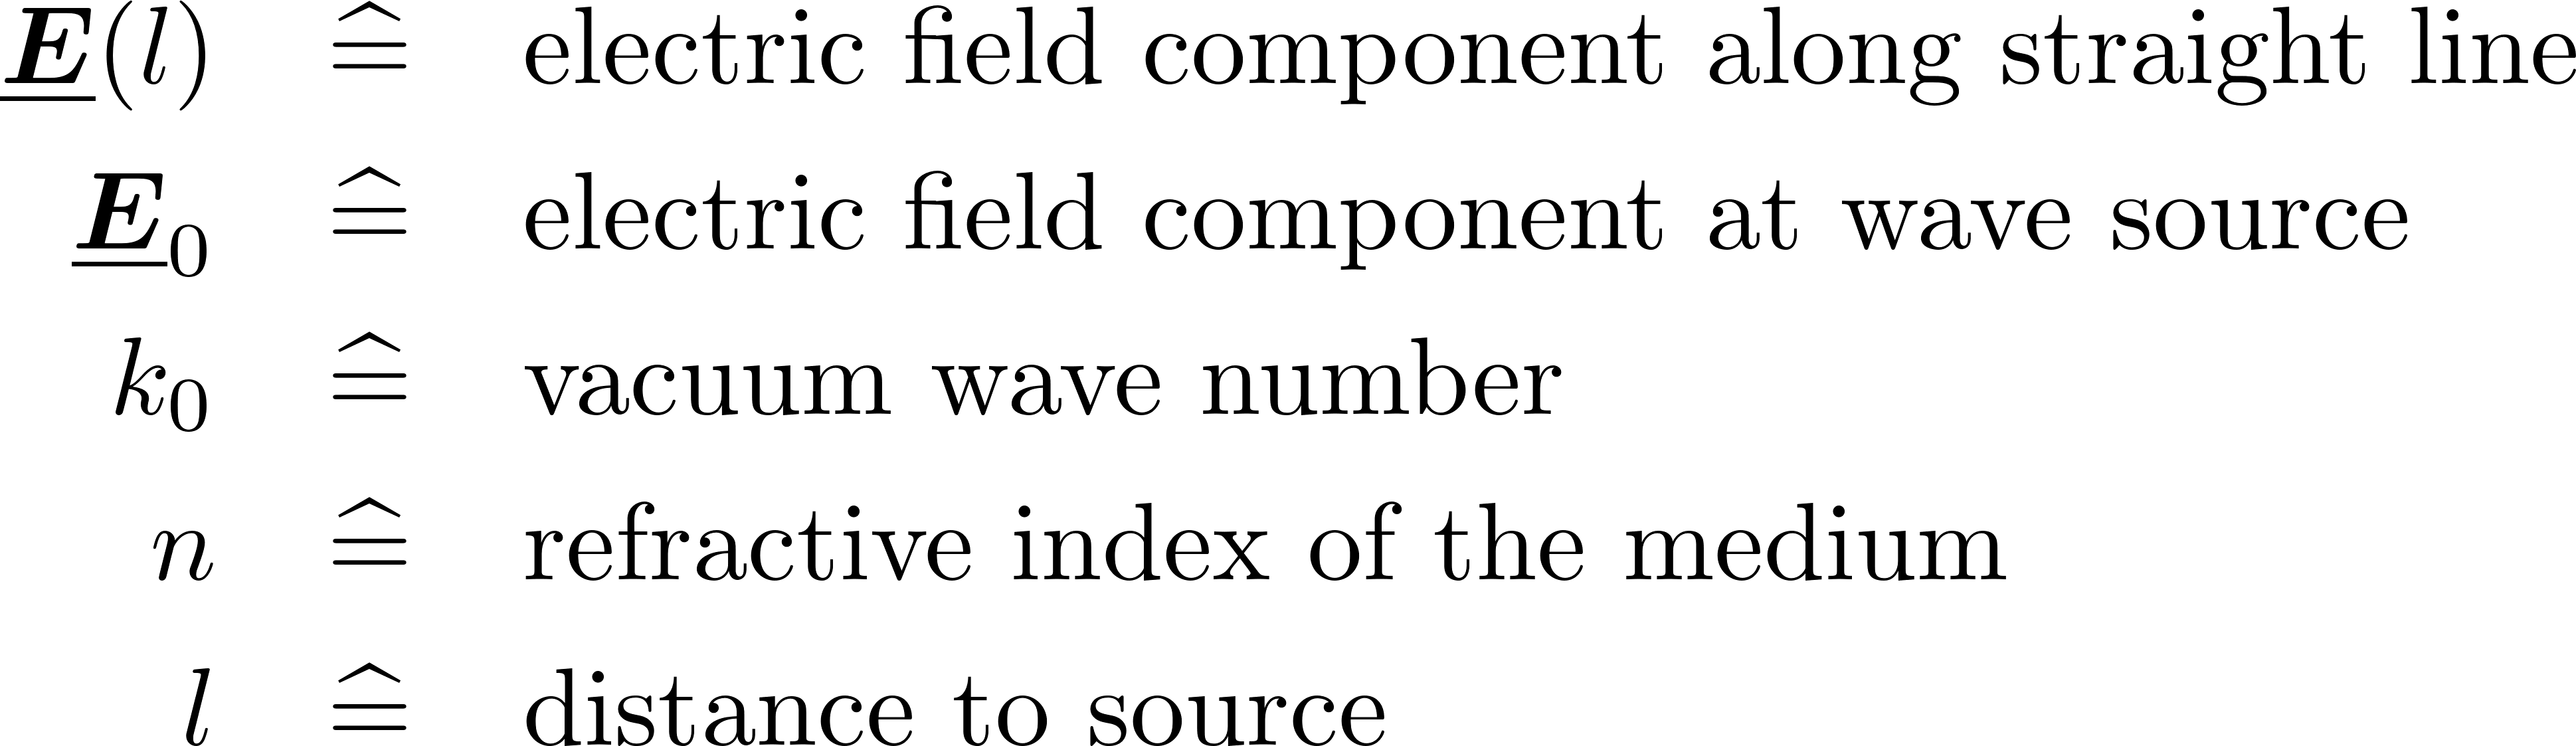 E(l) ≙ electric field component along straight line
E₀ ≙ electric field component at wave source
k₀ ≙ vacuum wave number
n ≙ refractive index of the medium
l ≙ distance to source